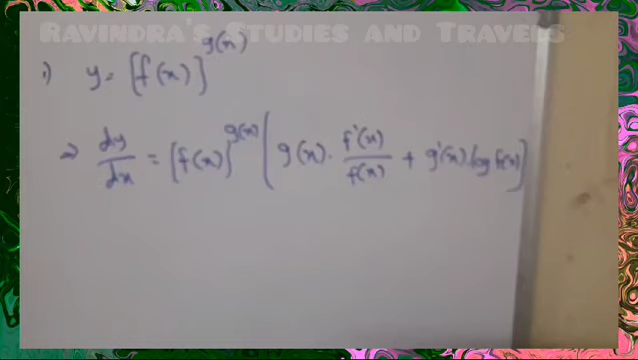 Ravindra's Studies and Travels
1) y = [f(x)]^g(x)
⇒ dy/dx = [f(x)]^g(x) [g(x) · f'(x)/f(x) + g'(x) · log f(x)]